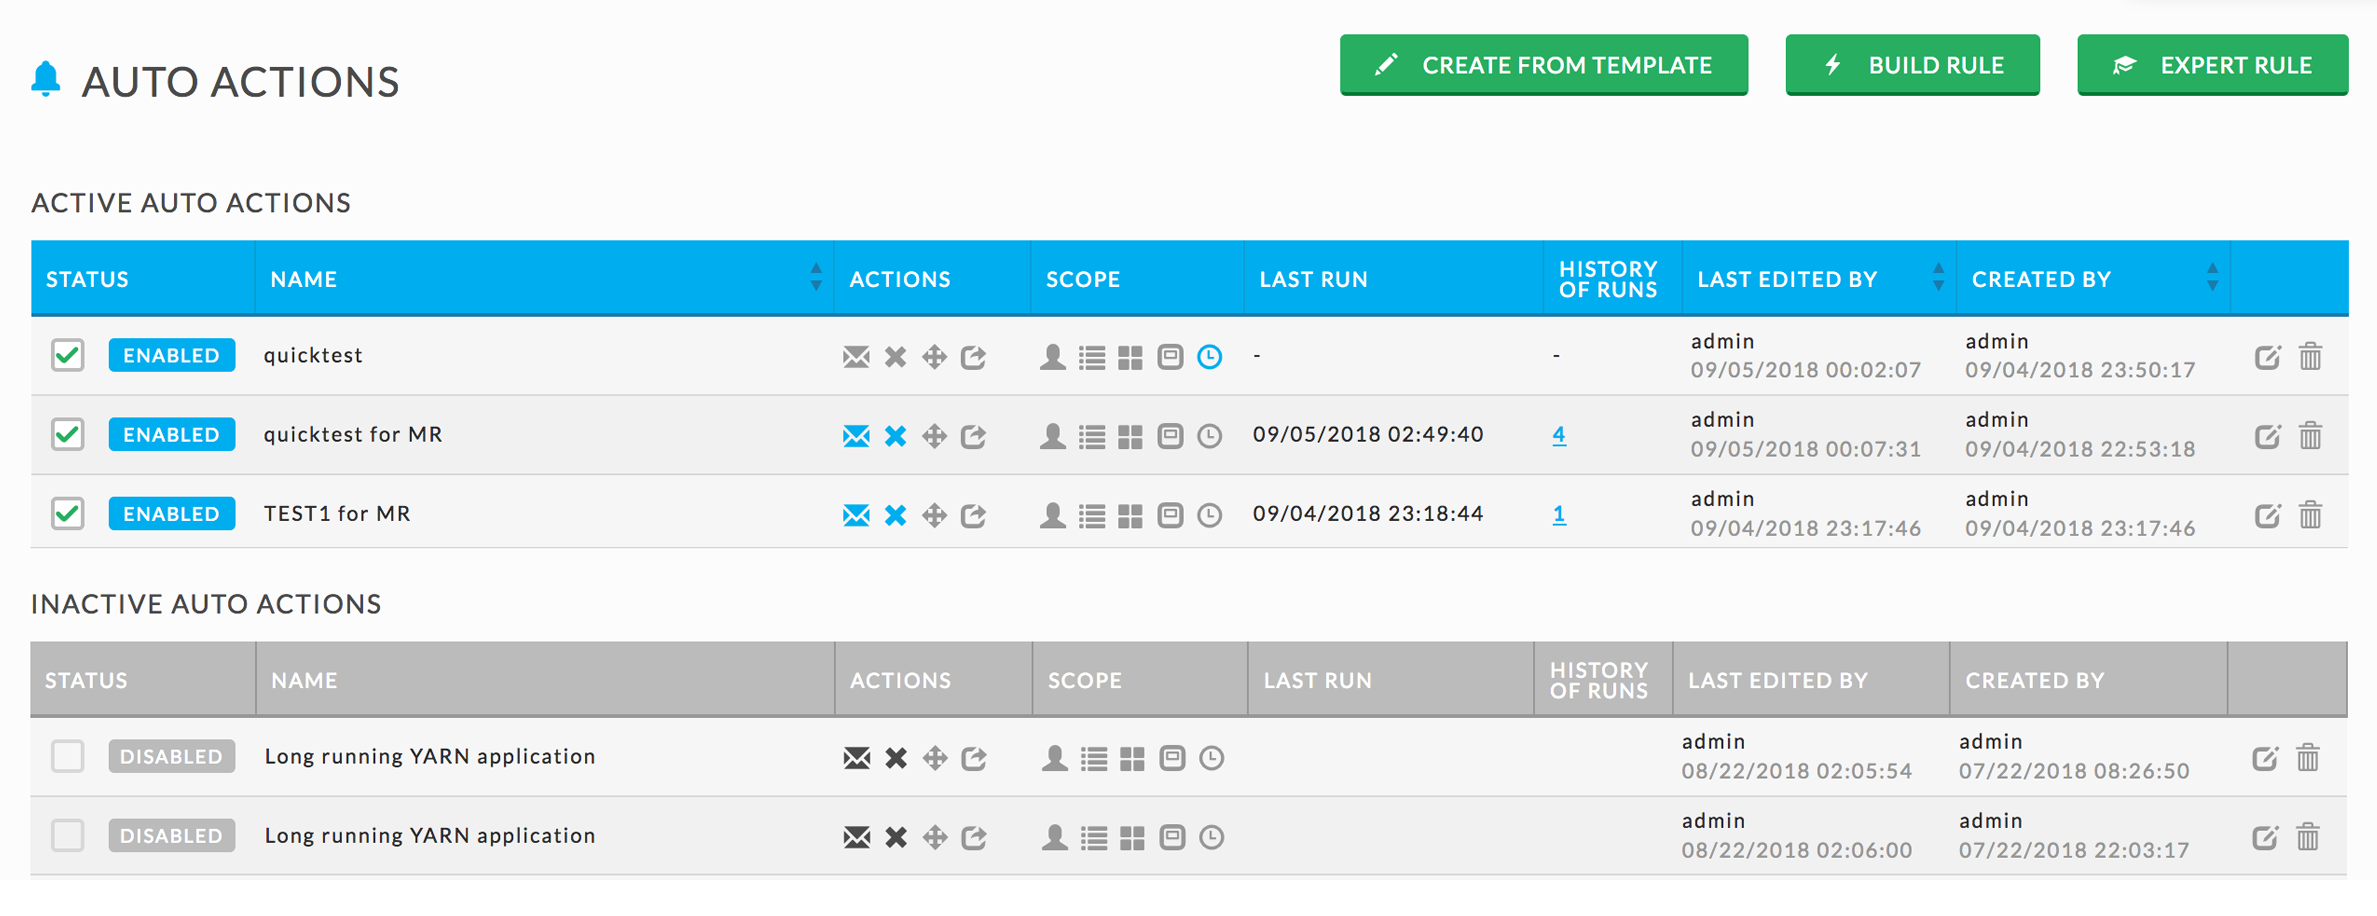 AUTO ACTIONS
CREATE FROM TEMPLATE
BUILD RULE
EXPERT RULE
ACTIVE AUTO ACTIONS
STATUS NAME ACTIONS SCOPE LAST RUN HISTORY OF RUNS LAST EDITED BY CREATED BY
ENABLED quicktest - - admin admin
09/05/2018 00:02:07 09/04/2018 23:50:17
ENABLED quicktest for MR 09/05/2018 02:49:40 4 admin admin
09/05/2018 00:07:31 09/04/2018 22:53:18
ENABLED TEST1 for MR 09/04/2018 23:18:44 1 admin admin
09/04/2018 23:17:46 09/04/2018 23:17:46
INACTIVE AUTO ACTIONS
STATUS NAME ACTIONS SCOPE LAST RUN HISTORY OF RUNS LAST EDITED BY CREATED BY
DISABLED Long running YARN application admin admin
08/22/2018 02:05:54 07/22/2018 08:26:50
DISABLED Long running YARN application admin admin
08/22/2018 02:06:00 07/22/2018 22:03:17